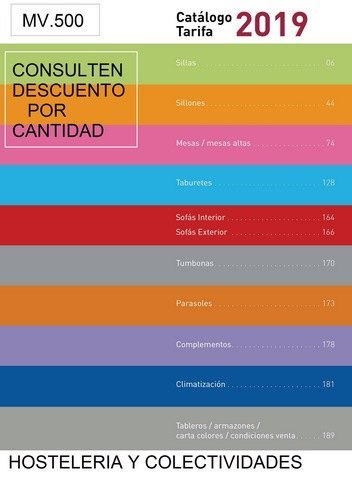 MV.500
Catálogo
Tarifa 2019
CONSULTEN
DESCUENTO
POR
CANTIDAD
Sillas 06
Sillones 44
Mesas / mesas altas 74
Taburetes 128
Sofás Interior 164
Sofás Exterior 166
Tumbonas 170
Parasoles 173
Complementos 178
Climatización 181
Tableros / armazones /
carta colores / condiciones venta 189
HOSTELERIA Y COLECTIVIDADES